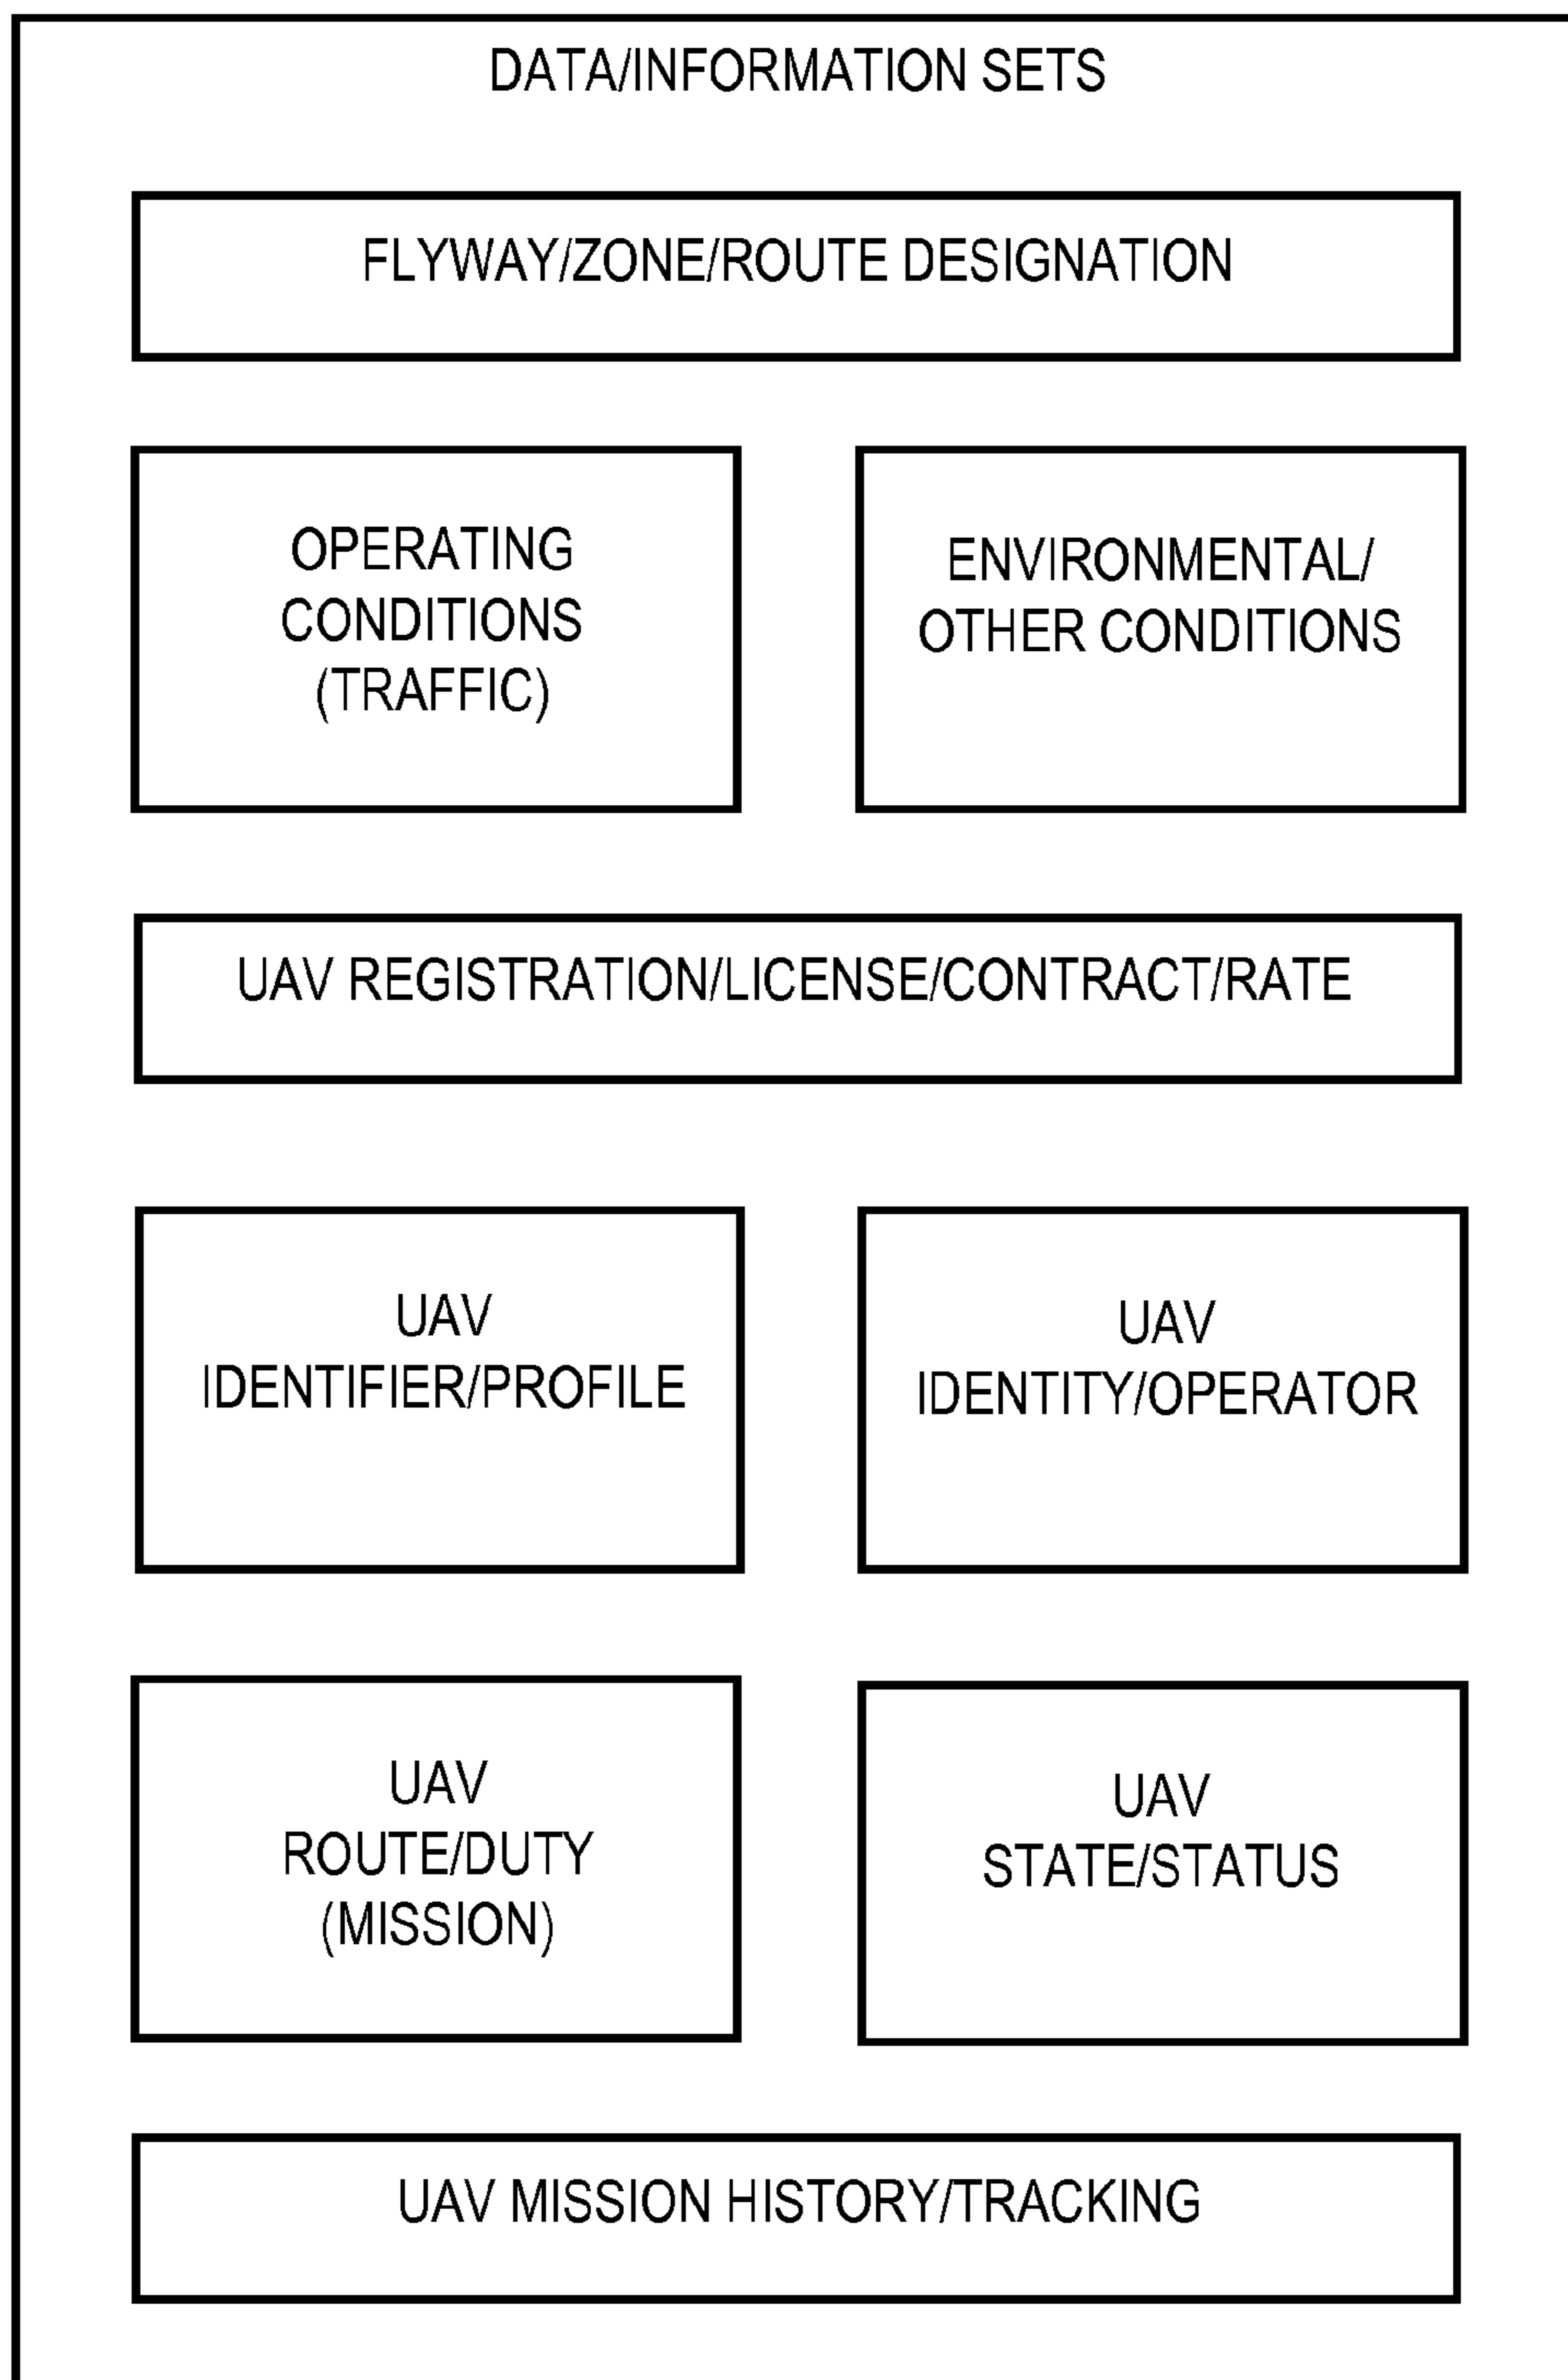 DATA/INFORMATION SETS
FLYWAY/ZONE/ROUTE DESIGNATION
OPERATING
CONDITIONS
(TRAFFIC)
ENVIRONMENTAL/
OTHER CONDITIONS
UAV REGISTRATION/LICENSE/CONTRACT/RATE
UAV
IDENTIFIER/PROFILE
UAV
IDENTITY/OPERATOR
UAV
ROUTE/DUTY
(MISSION)
UAV
STATE/STATUS
UAV MISSION HISTORY/TRACKING